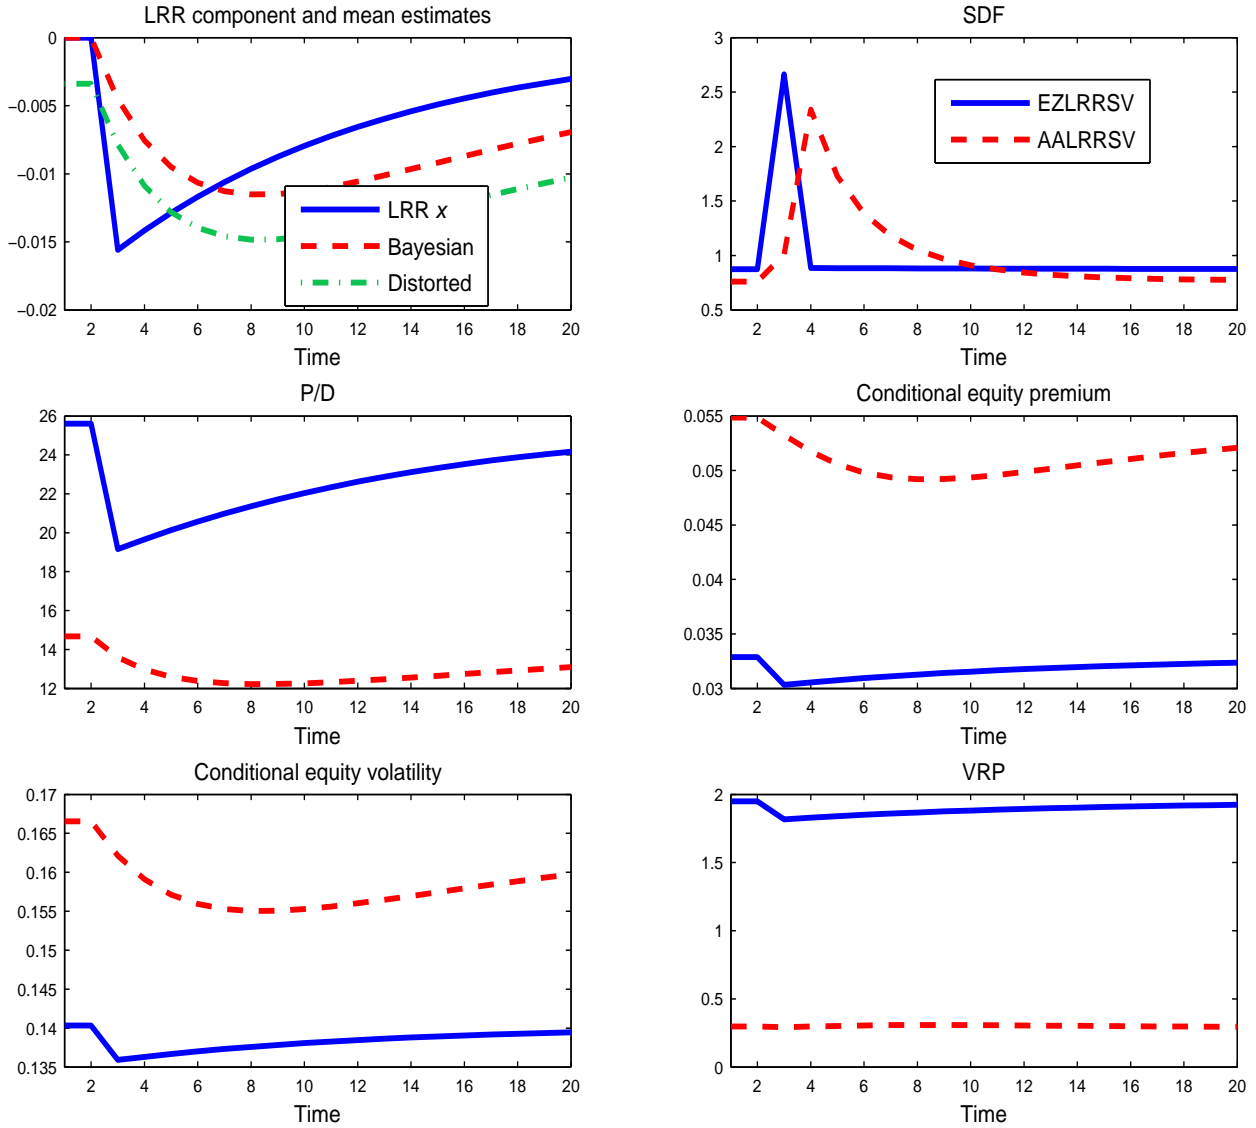 LRR component and mean estimates
0
−0.005
−0.01
−0.015
−0.02
2 4 6 8 10 12 14 16 18 20
Time
LRR x
Bayesian
Distorted
SDF
3
2.5
2
1.5
1
0.5
2 4 6 8 10 12 14 16 18 20
Time
EZLRRSV
AALRRSV
P/D
26
24
22
20
18
16
14
12
2 4 6 8 10 12 14 16 18 20
Time
Conditional equity premium
0.055
0.05
0.045
0.04
0.035
0.03
2 4 6 8 10 12 14 16 18 20
Time
Conditional equity volatility
0.17
0.165
0.16
0.155
0.15
0.145
0.14
0.135
2 4 6 8 10 12 14 16 18 20
Time
VRP
2
1.5
1
0.5
0
2 4 6 8 10 12 14 16 18 20
Time